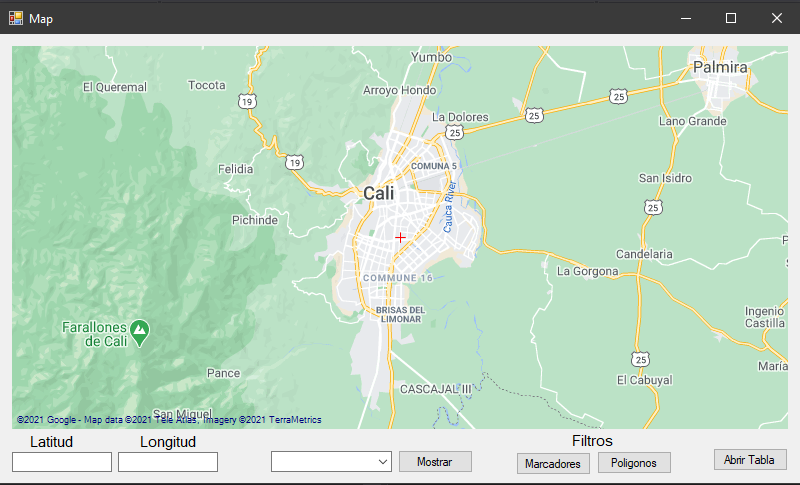 Map
Yumbo
Palmira
El Queremal
Tocota
Arroyo Hondo
19
25
La Dolores
25
25
Lano Grande
19
Felidia
COMUNA 5
San Isidro
Cali
Cauca River
25
Pichinde
Candelaria
La Gorgona
COMMUNE 16
BRISAS DEL
LIMONAR
Ingenio
Castilla
Farallones
de Cali
25
María
Pance
El Cabuyal
CASCAJAL III
San Miguel
©2021 Google - Map data ©2021 Tele Atlas, Imagery ©2021 TerraMetrics
Latitud
Longitud
Filtros
Mostrar
Marcadores
Poligonos
Abrir Tabla